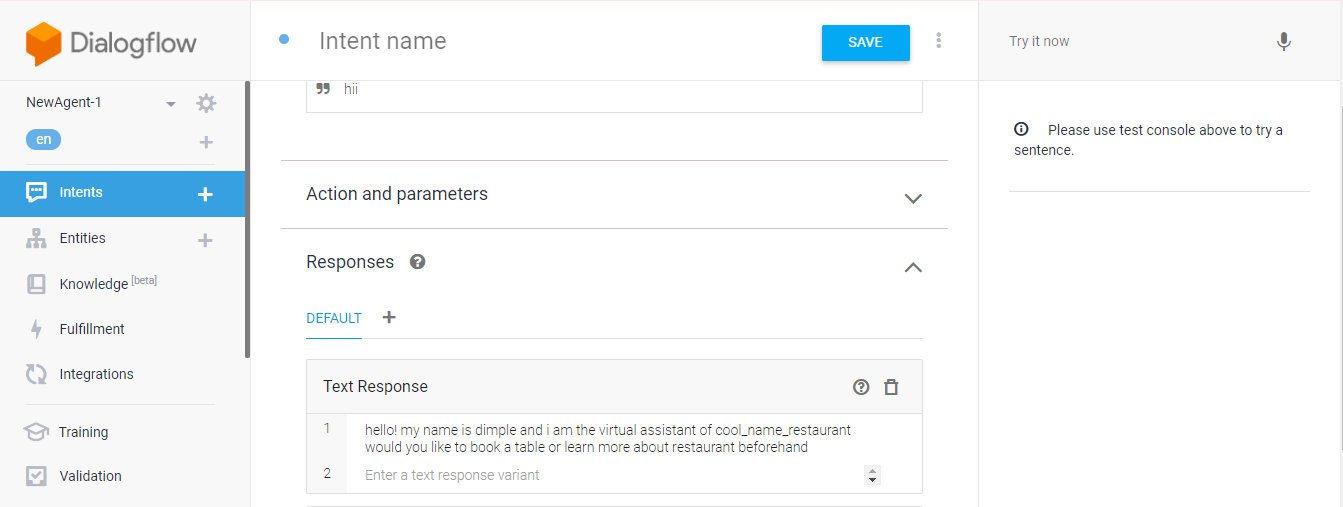 Dialogflow
NewAgent-1
en
Intents
Entities
Knowledge [beta]
Fulfillment
Integrations
Training
Validation
Intent name
SAVE
hii
Action and parameters
Responses
DEFAULT
Text Response
1 hello! my name is dimple and i am the virtual assistant of cool_name_restaurant
would you like to book a table or learn more about restaurant beforehand
2 Enter a text response variant
Try it now
Please use test console above to try a
sentence.